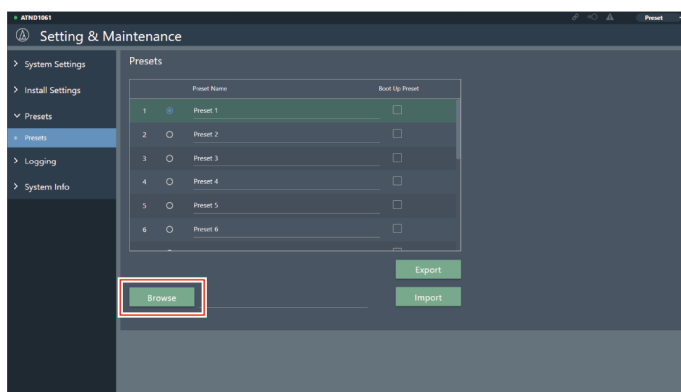 ATND1061
Preset
Setting & Maintenance
System Settings
Install Settings
Presets
Presets
Logging
System Info
Presets
Preset Name Boot Up Preset
1 Preset 1
2 Preset 2
3 Preset 3
4 Preset 4
5 Preset 5
6 Preset 6
Export
Browse
Import